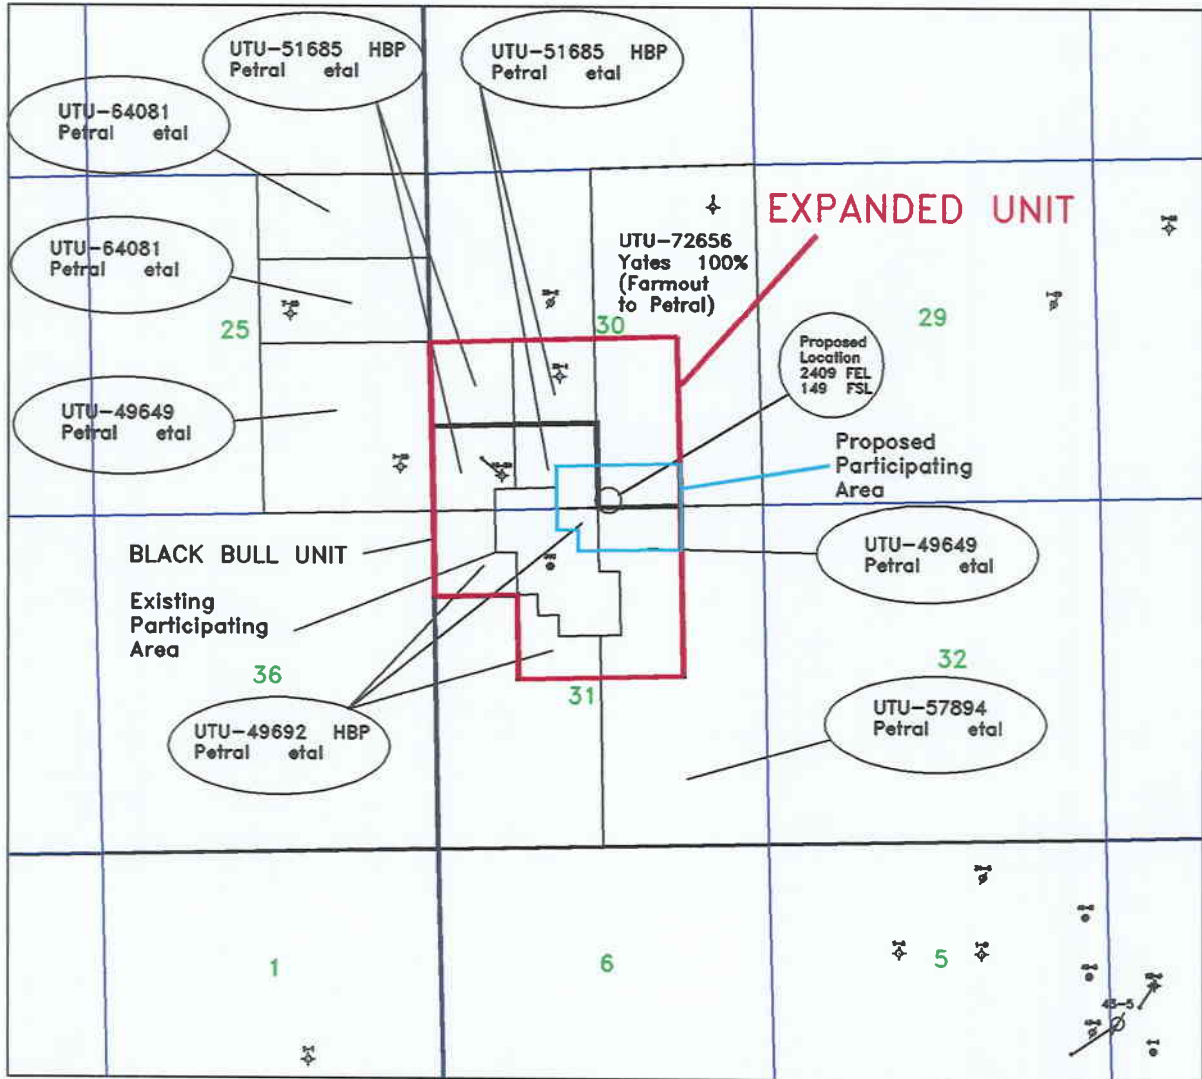 UTU-51685 HBP
Petral etal
UTU-51685 HBP
Petral etal
UTU-64081
Petral etal
EXPANDED UNIT
UTU-72656
Yates 100%
(Farmout
to Petral)
UTU-64081
Petral etal
25
30
29
Proposed
Location
2409 FEL
149 FSL
UTU-49649
Petral etal
Proposed
Participating
Area
BLACK BULL UNIT
UTU-49649
Petral etal
Existing
Participating
Area
36
31
32
UTU-49692 HBP
Petral etal
UTU-57894
Petral etal
1
6
5
45-5